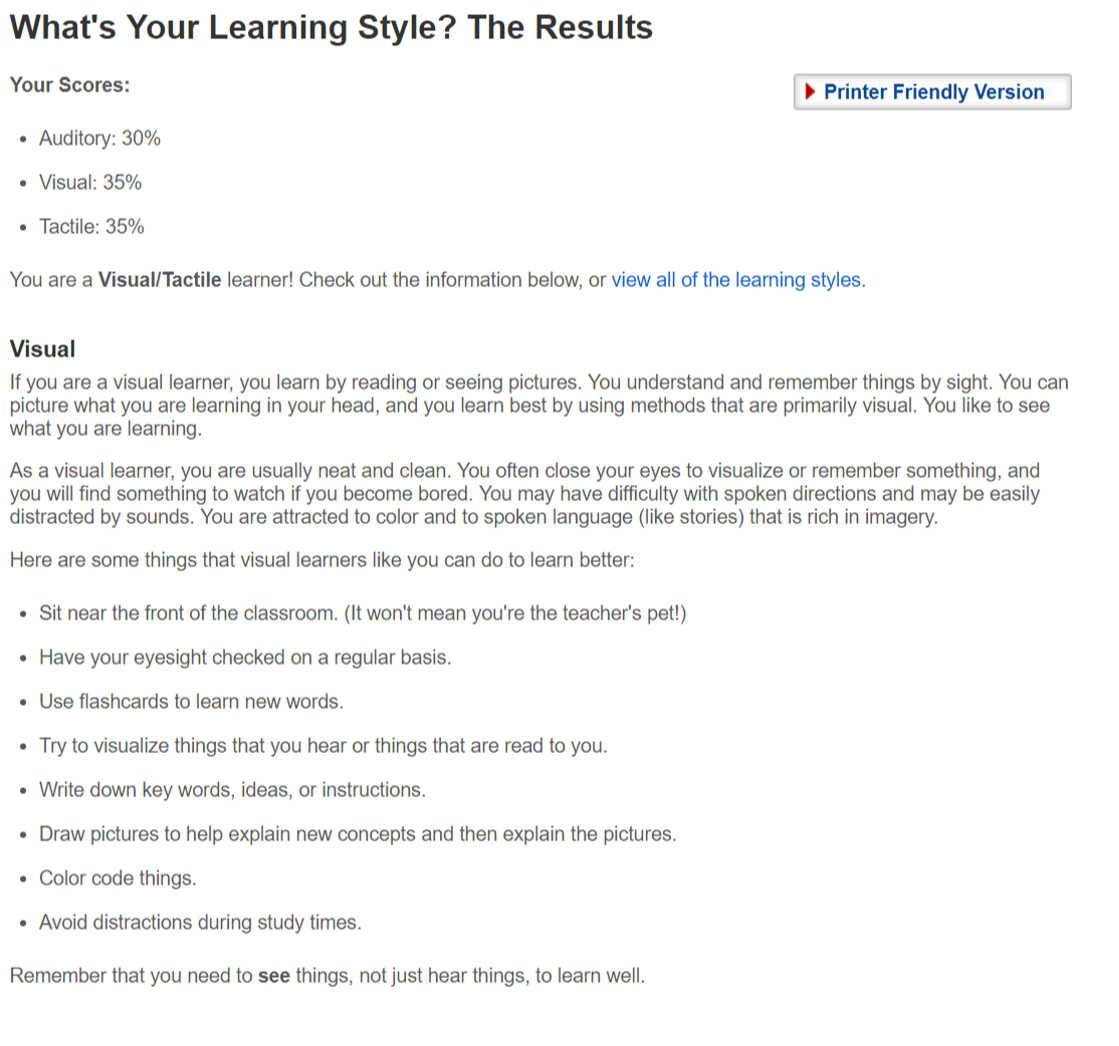 What's Your Learning Style? The Results
Your Scores:
Printer Friendly Version
• Auditory: 30%
• Visual: 35%
• Tactile: 35%
You are a Visual/Tactile learner! Check out the information below, or view all of the learning styles.
Visual
If you are a visual learner, you learn by reading or seeing pictures. You understand and remember things by sight. You can
picture what you are learning in your head, and you learn best by using methods that are primarily visual. You like to see
what you are learning.
As a visual learner, you are usually neat and clean. You often close your eyes to visualize or remember something, and
you will find something to watch if you become bored. You may have difficulty with spoken directions and may be easily
distracted by sounds. You are attracted to color and to spoken language (like stories) that is rich in imagery.
Here are some things that visual learners like you can do to learn better:
• Sit near the front of the classroom. (It won't mean you're the teacher's pet!)
• Have your eyesight checked on a regular basis.
• Use flashcards to learn new words.
• Try to visualize things that you hear or things that are read to you.
• Write down key words, ideas, or instructions.
• Draw pictures to help explain new concepts and then explain the pictures.
• Color code things.
• Avoid distractions during study times.
Remember that you need to see things, not just hear things, to learn well.